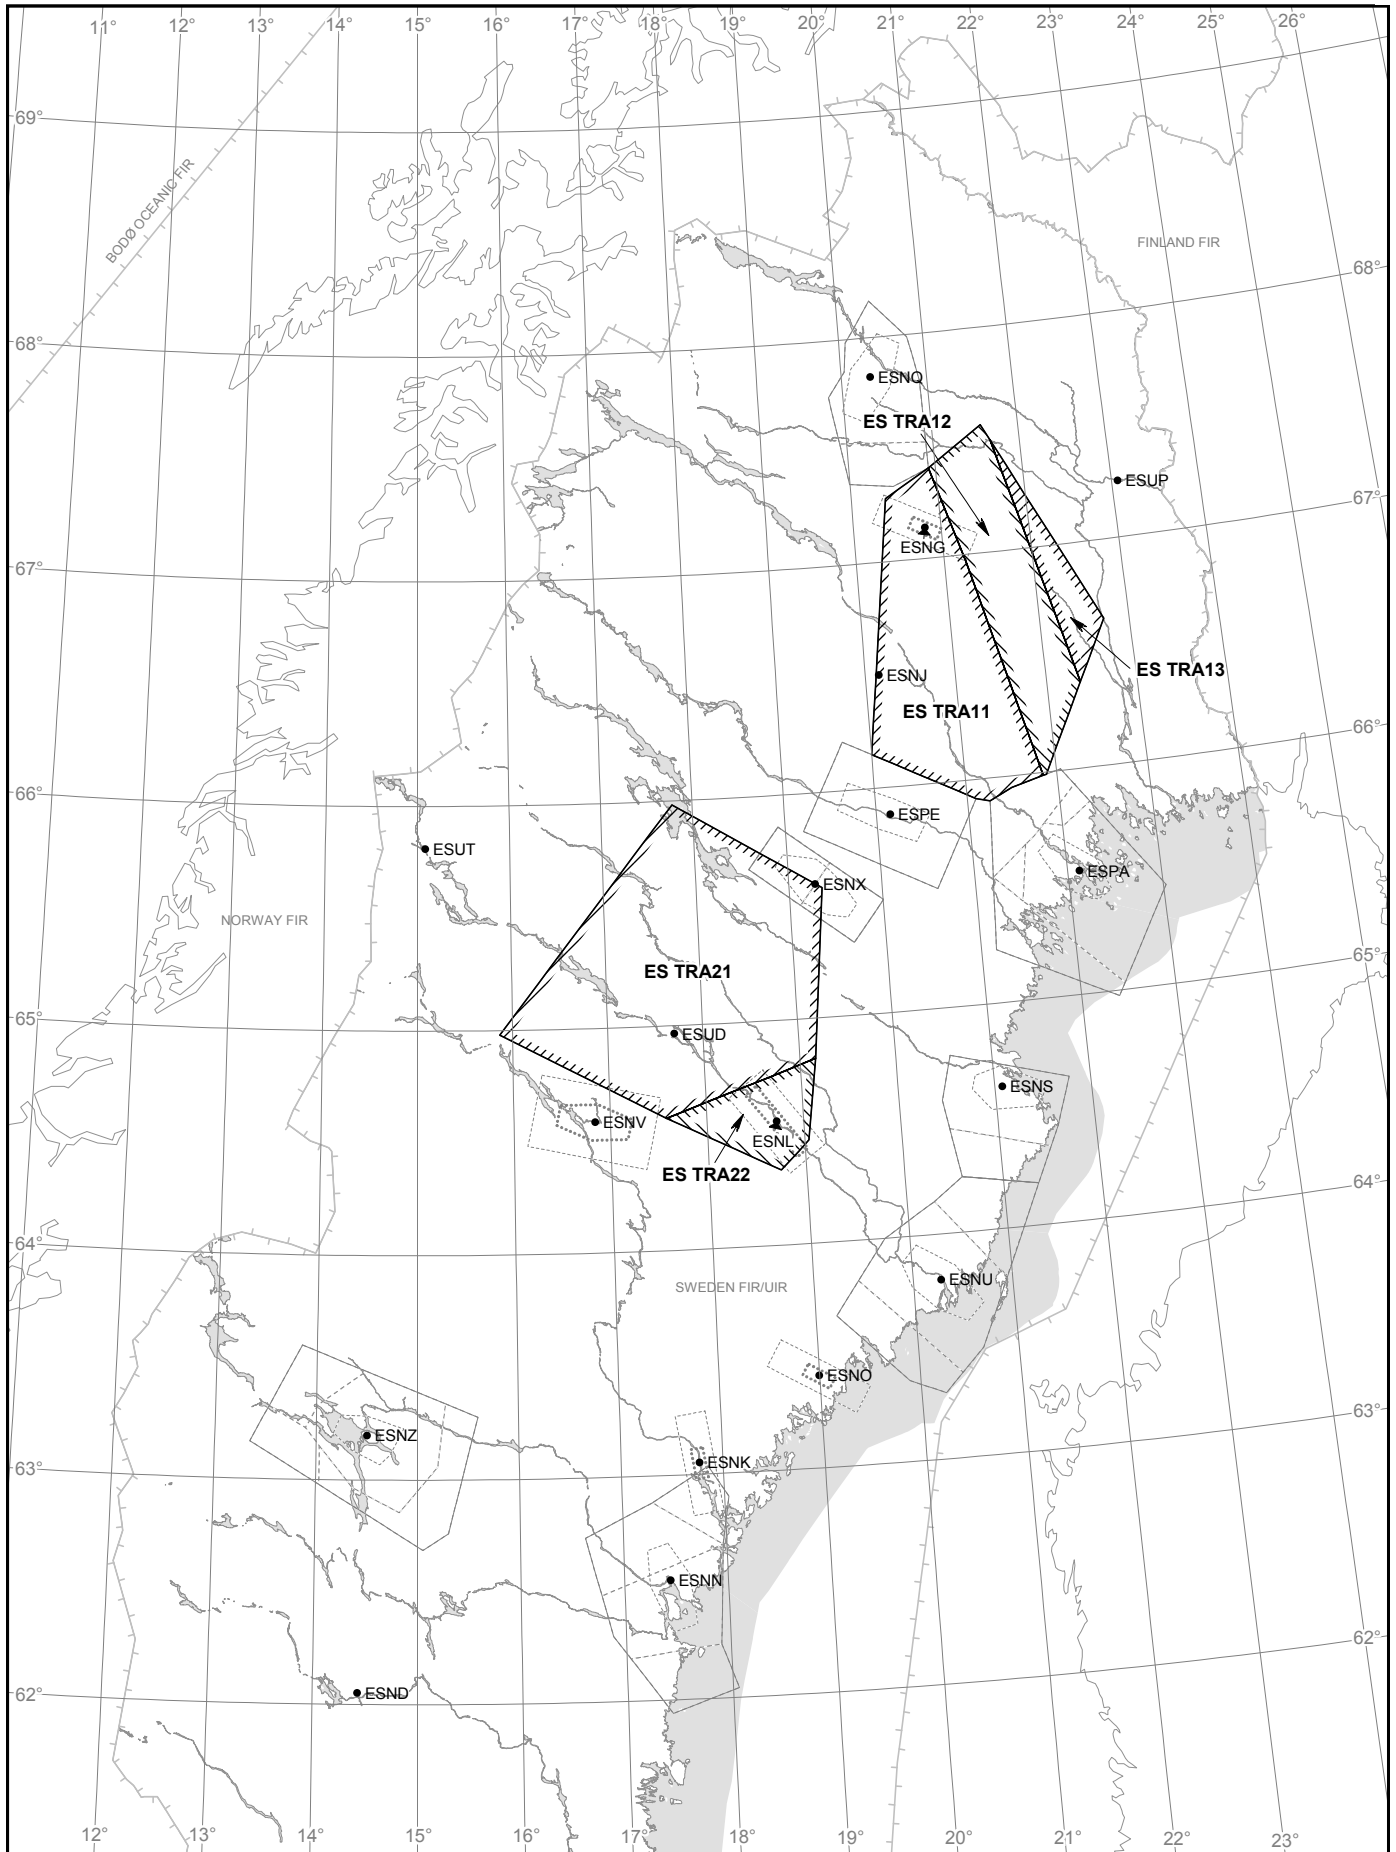 11° 12° 13° 14° 15° 16° 17° 18° 19° 20° 21° 22° 23° 24° 25° 26°
69°
BODØ OCEANIC FIR
FINLAND FIR
68°
68°
ESNQ
ES TRA12
ESUP
67°
ESNG
67°
ES TRA13
ESNJ
ES TRA11
66°
66°
ESPE
ESUT
ESPA
ESNX
NORWAY FIR
65°
ES TRA21
65°
ESUD
ESNS
ESNV
ESNL
ES TRA22
64°
64°
ESNU
SWEDEN FIR/UIR
ESNO
63°
ESNZ
ESNK
63°
ESNN
62°
62°
ESND
12° 13° 14° 15° 16° 17° 18° 19° 20° 21° 22° 23°